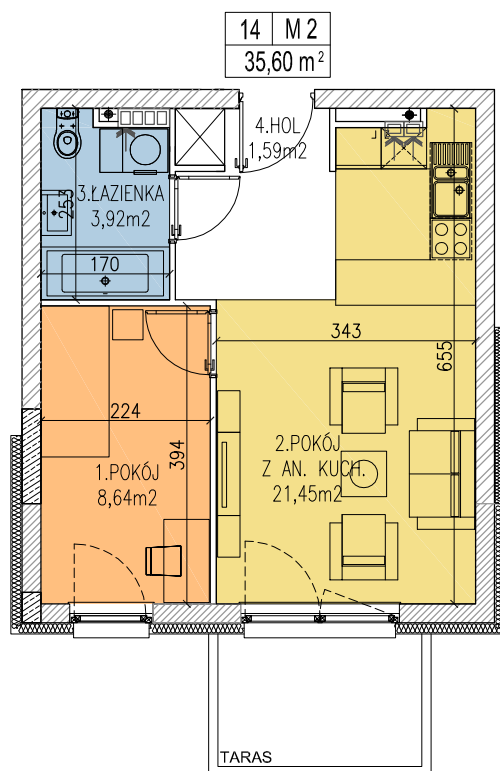 14 M 2
35,60 m²
4.HOL
1,59m2
3.ŁAZIENKA
3,92m2
253
170
343
655
224
394
1.POKÓJ
8,64m2
2.POKÓJ
Z AN. KUCH.
21,45m2
TARAS